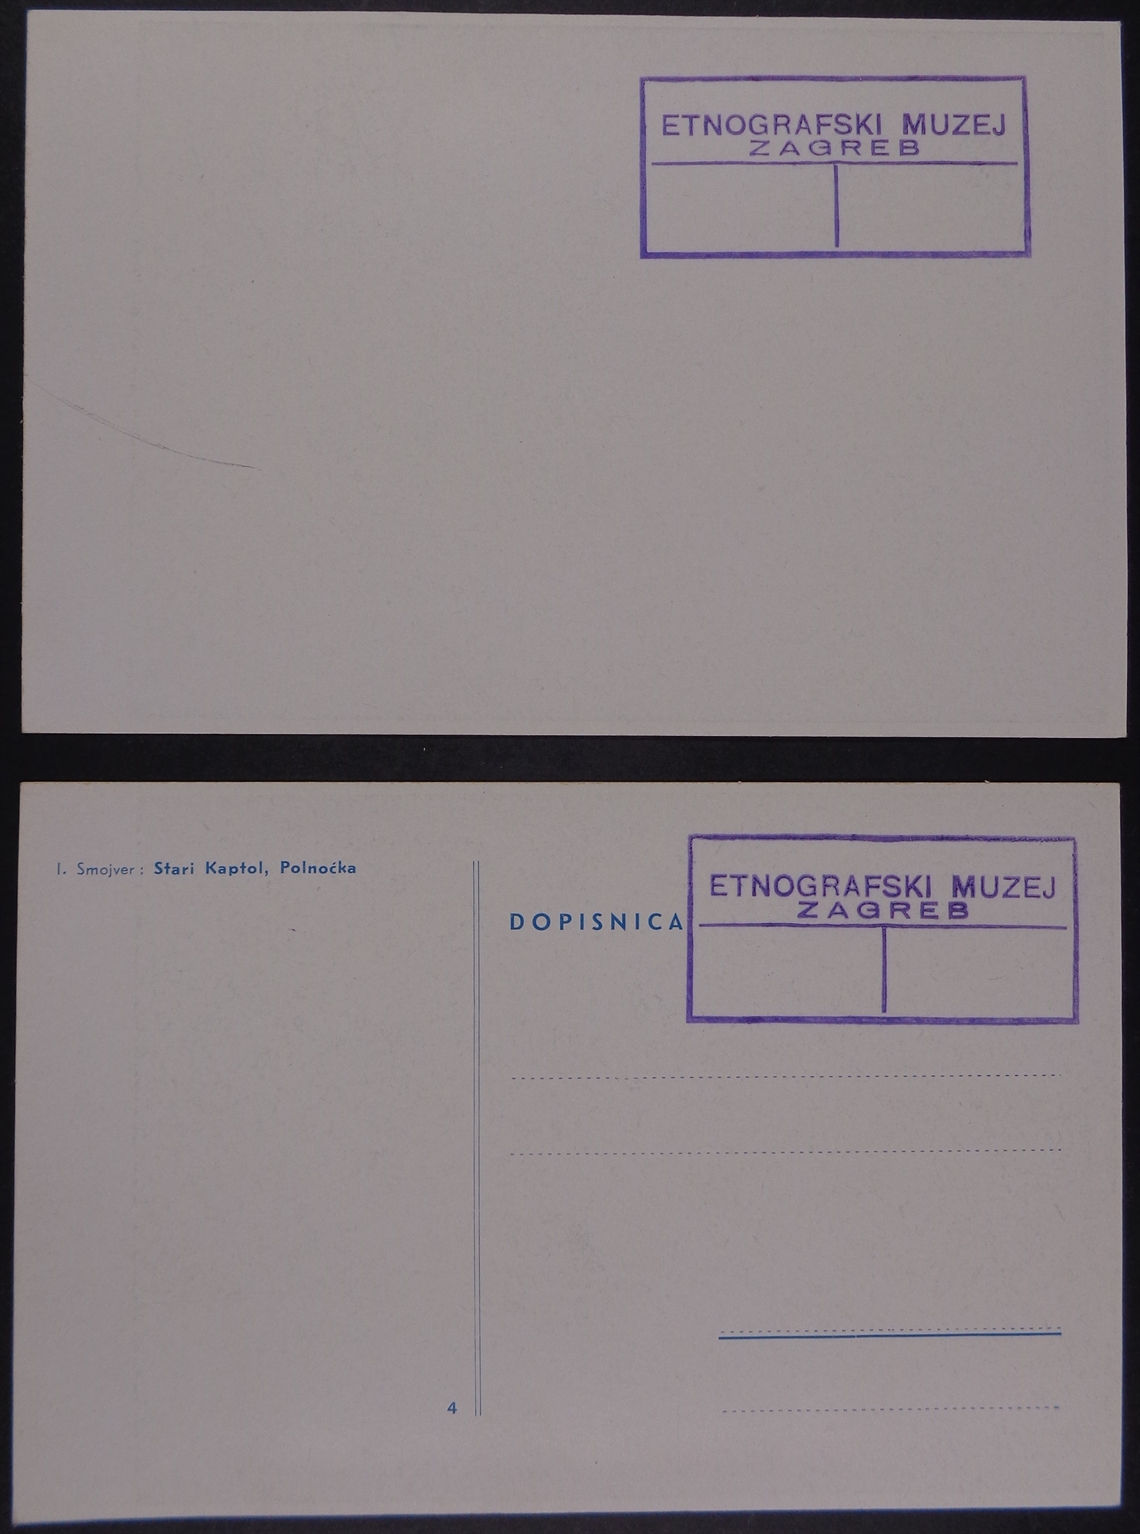 ETNOGRAFSKI MUZEJ
ZAGREB
I. Smojver: Stari Kaptol, Polnoćka
DOPISNICA
ETNOGRAFSKI MUZEJ
ZAGREB
4